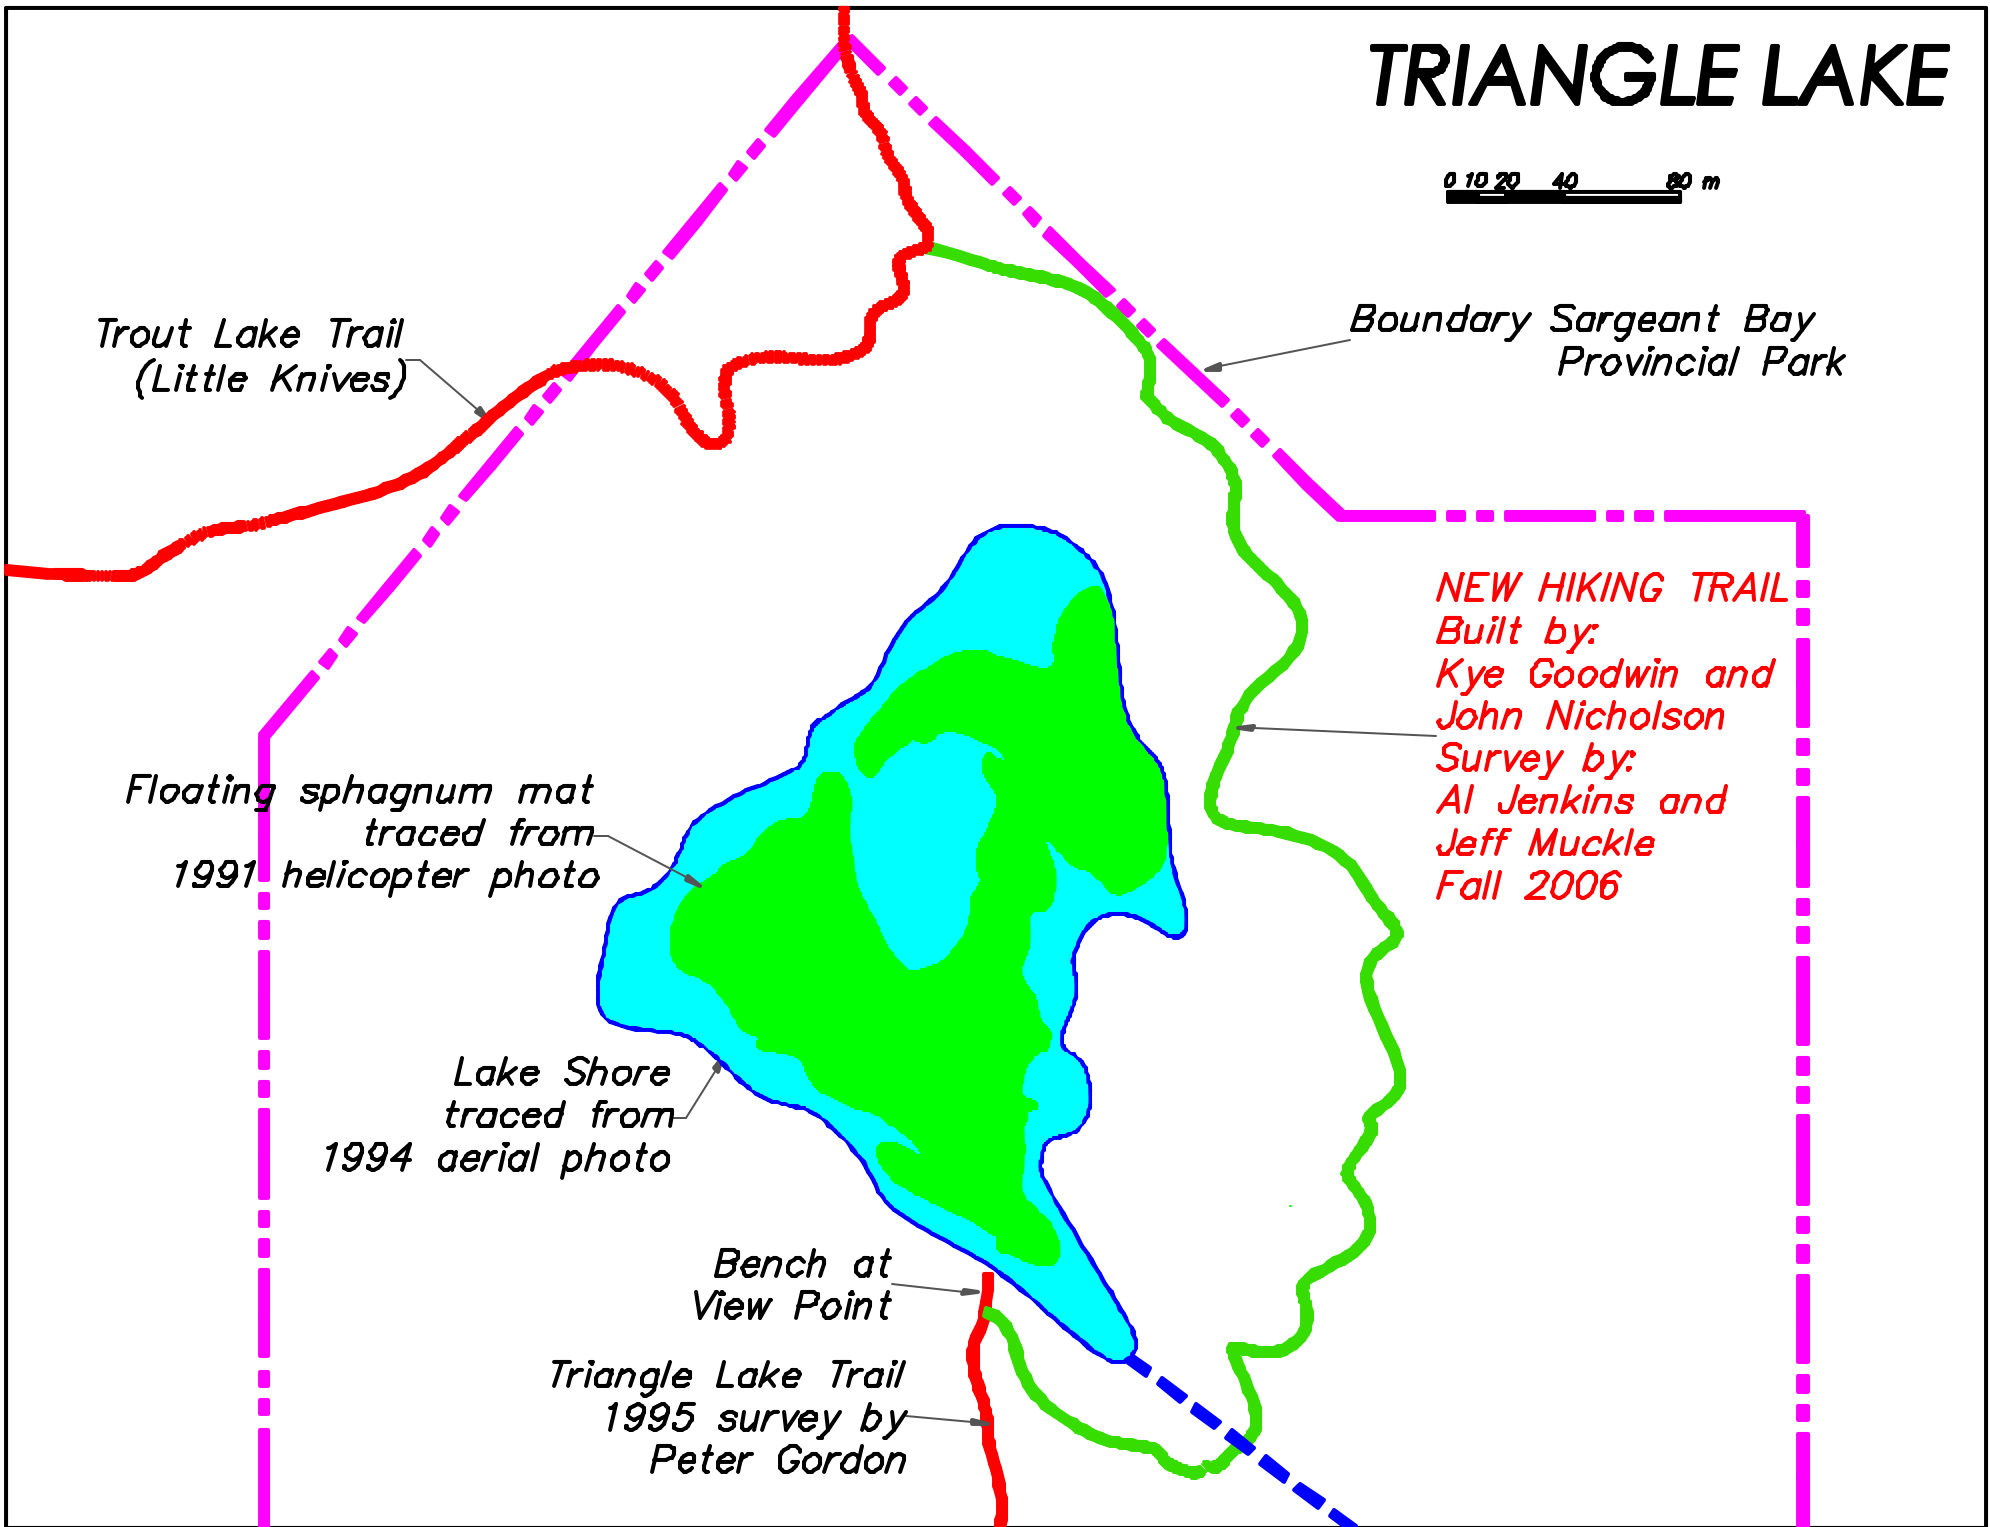 TRIANGLE LAKE
0 10 20 40 80 m
Trout Lake Trail
(Little Knives)
Boundary Sargeant Bay
Provincial Park
NEW HIKING TRAIL
Built by:
Kye Goodwin and
John Nicholson
Survey by:
Al Jenkins and
Jeff Muckle
Fall 2006
Floating sphagnum mat
traced from
1991 helicopter photo
Lake Shore
traced from
1994 aerial photo
Bench at
View Point
Triangle Lake Trail
1995 survey by
Peter Gordon